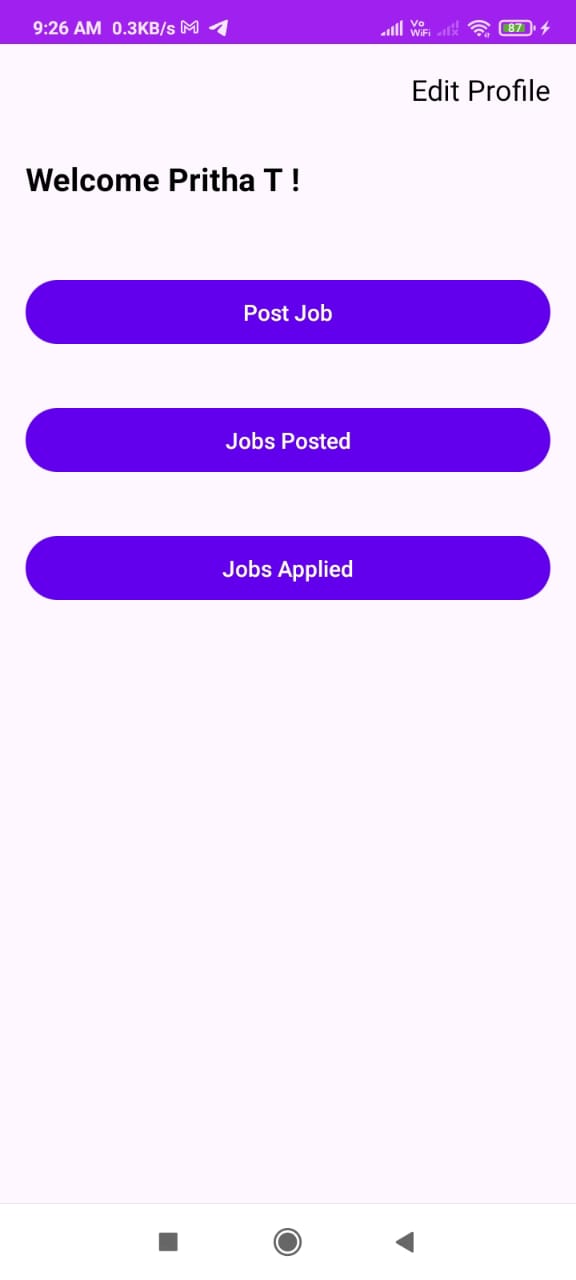 9:26 AM 0.3KB/s Vo WiFi 87
Edit Profile
Welcome Pritha T !
Post Job
Jobs Posted
Jobs Applied